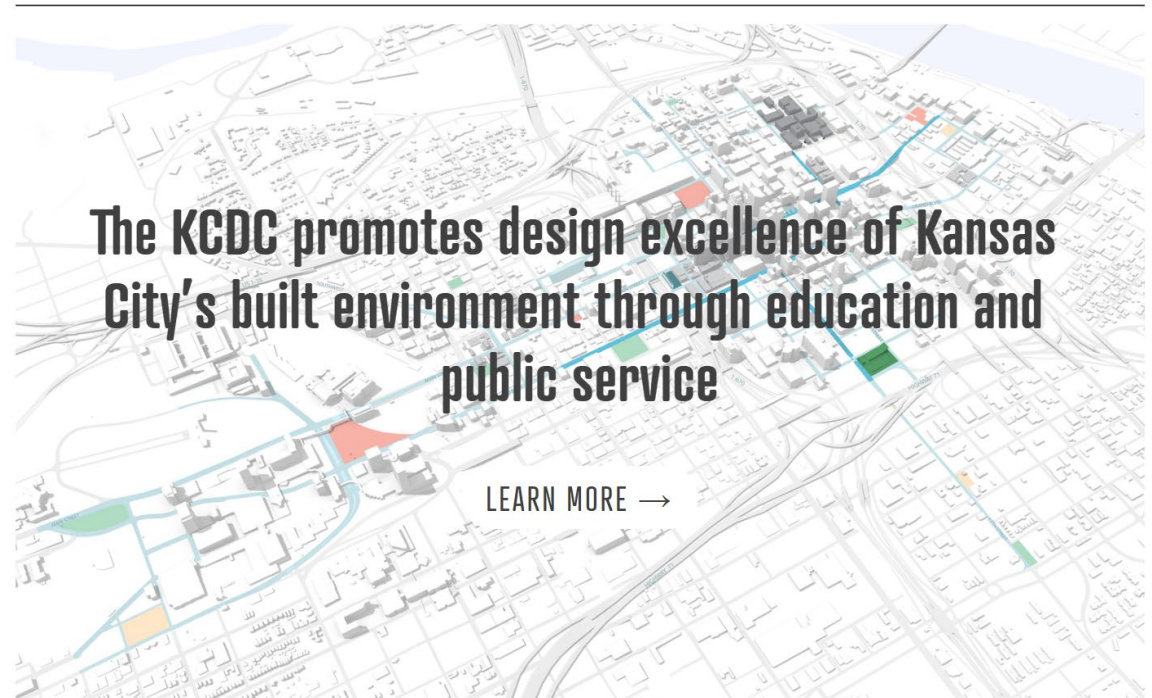 The KCDC promotes design excellence of Kansas
City's built environment through education and
public service
LEARN MORE →